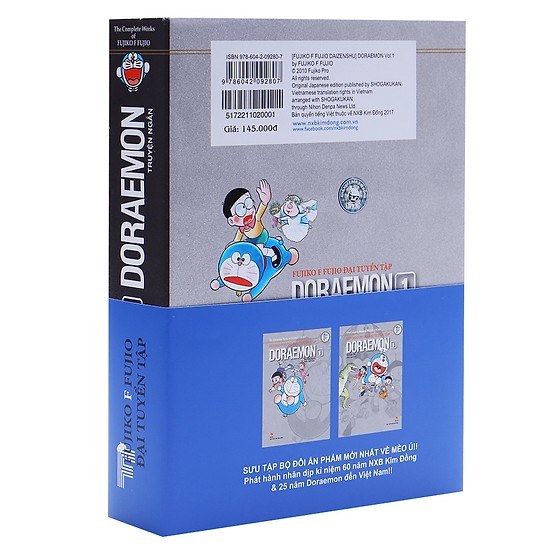 The Complete Works
of FUJIKO F FUJIO
DORAEMON
TRUYỆN NGẮN
FUJIKO F FUJIO
ĐẠI TUYỂN TẬP
ISBN 978-604-2-09280-7
9 786042 092807
5172211020001
Giá: 145.000đ
[FUJIKO F FUJIO DAIZENSHU] DORAEMON Vol.1
by FUJIKO F FUJIO
© 2010 Fujiko Pro
All rights reserved.
Original Japanese edition published by SHOGAKUKAN.
Vietnamese translation rights in Vietnam
arranged with SHOGAKUKAN
through Nihon Denpa News Ltd.
Bản quyền tiếng Việt thuộc về NXB Kim Đồng 2017
www.nxbkimdong.com.vn
www.facebook.com/nxbkimdong
FUJIKO F FUJIO ĐẠI TUYỂN TẬP
DORAEMON 1
DORAEMON 1
DORAEMON
SƯU TẬP BỘ ĐÔI ẤN PHẨM MỚI NHẤT VỀ MÈO Ú!!
Phát hành nhân dịp kỉ niệm 60 năm NXB Kim Đồng
& 25 năm Doraemon đến Việt Nam!!